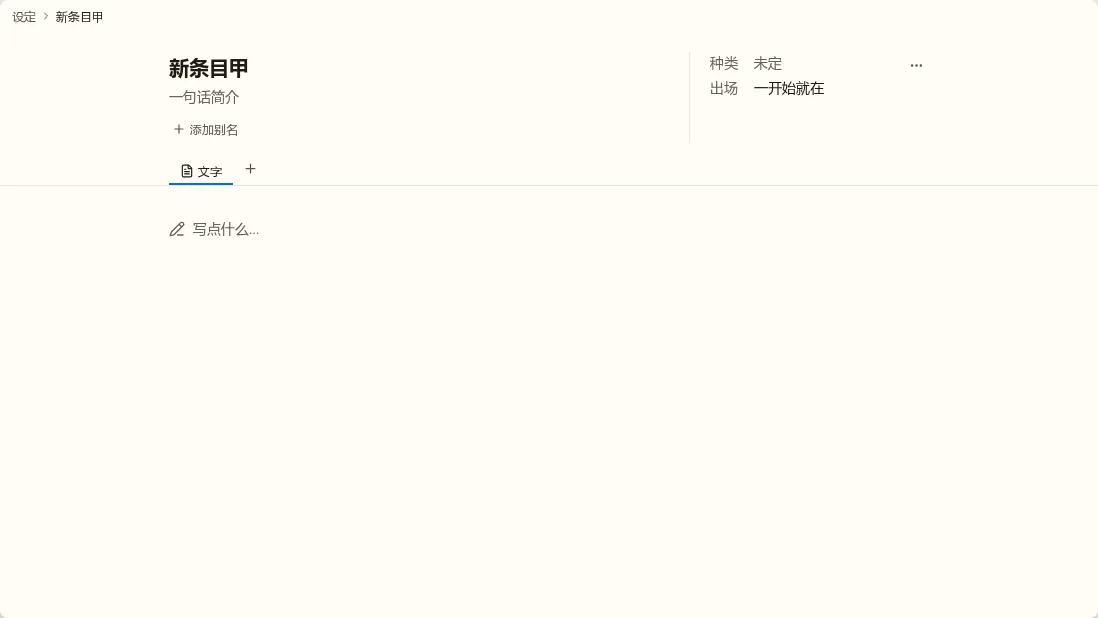 设定 > 新条目甲
新条目甲
一句话简介
+ 添加别名
种类 未定
出场 一开始就在
文字 +
写点什么...